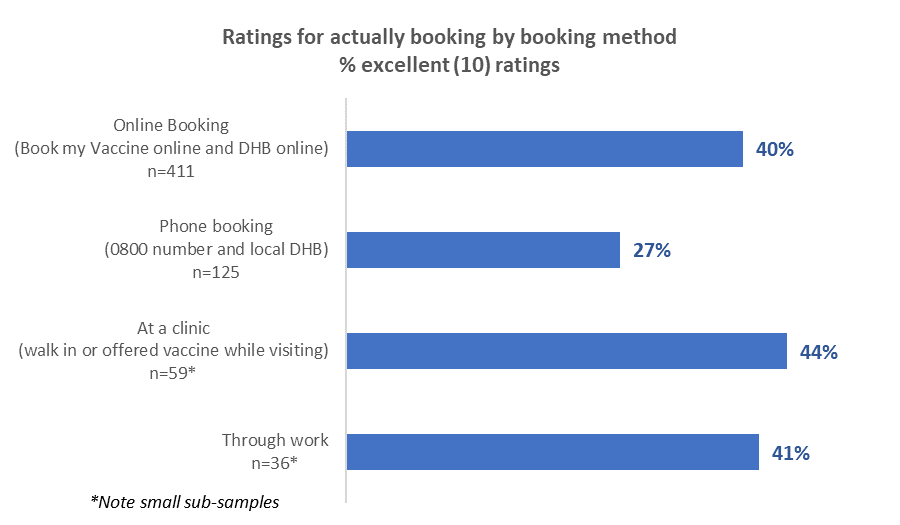 Ratings for actually booking by booking method
% excellent (10) ratings
Online Booking
(Book my Vaccine online and DHB online)
n=411
40%
Phone booking
(0800 number and local DHB)
n=125
27%
At a clinic
(walk in or offered vaccine while visiting)
n=59*
44%
Through work
n=36*
41%
*Note small sub-samples